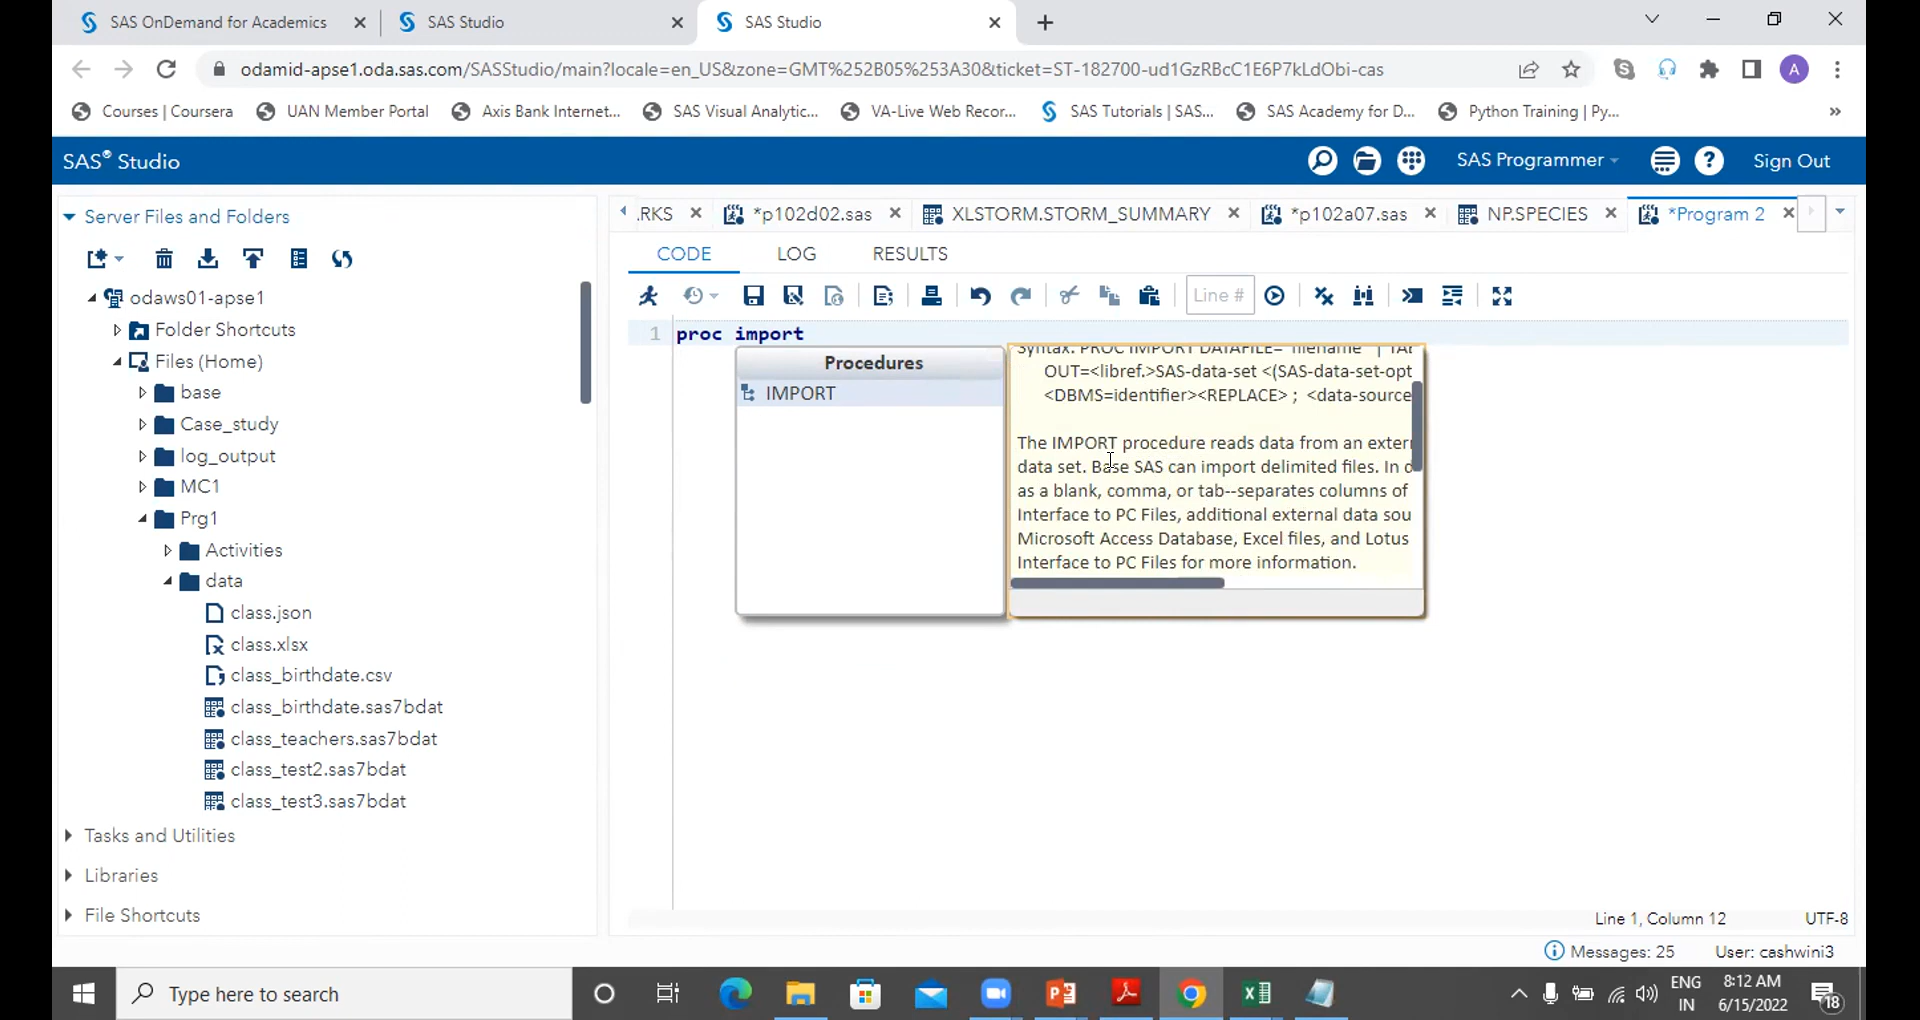 SAS OnDemand for Academics
SAS Studio
SAS Studio
odamid-apse1.oda.sas.com/SASStudio/main?locale=en_US&zone=GMT%252B05%253A30&ticket=ST-182700-ud1GzRBcC1E6P7kLdObi-cas
A
Courses | Coursera
UAN Member Portal
Axis Bank Internet...
SAS Visual Analytic...
VA-Live Web Recor...
SAS Tutorials | SAS...
SAS Academy for D...
Python Training | Py...
»
SAS® Studio
SAS Programmer
Sign Out
Server Files and Folders
odaws01-apse1
Folder Shortcuts
Files (Home)
base
Case_study
log_output
MC1
Prg1
Activities
data
class.json
class.xlsx
class_birthdate.csv
class_birthdate.sas7bdat
class_teachers.sas7bdat
class_test2.sas7bdat
class_test3.sas7bdat
Tasks and Utilities
Libraries
File Shortcuts
.RKS
*p102d02.sas
XLSTORM.STORM_SUMMARY
*p102a07.sas
NP.SPECIES
*Program 2
CODE
LOG
RESULTS
Line #
1 proc import
Procedures
IMPORT
Syntax: PROC IMPORT DATAFILE="filename" | TAB
OUT=<libref.>SAS-data-set <(SAS-data-set-opt
<DBMS=identifier><REPLACE> ; <data-source
The IMPORT procedure reads data from an extern
data set. Base SAS can import delimited files. In d
as a blank, comma, or tab--separates columns of
Interface to PC Files, additional external data sou
Microsoft Access Database, Excel files, and Lotus
Interface to PC Files for more information.
Line 1, Column 12
UTF-8
Messages: 25
User: cashwini3
Type here to search
ENG
IN
8:12 AM
6/15/2022
18